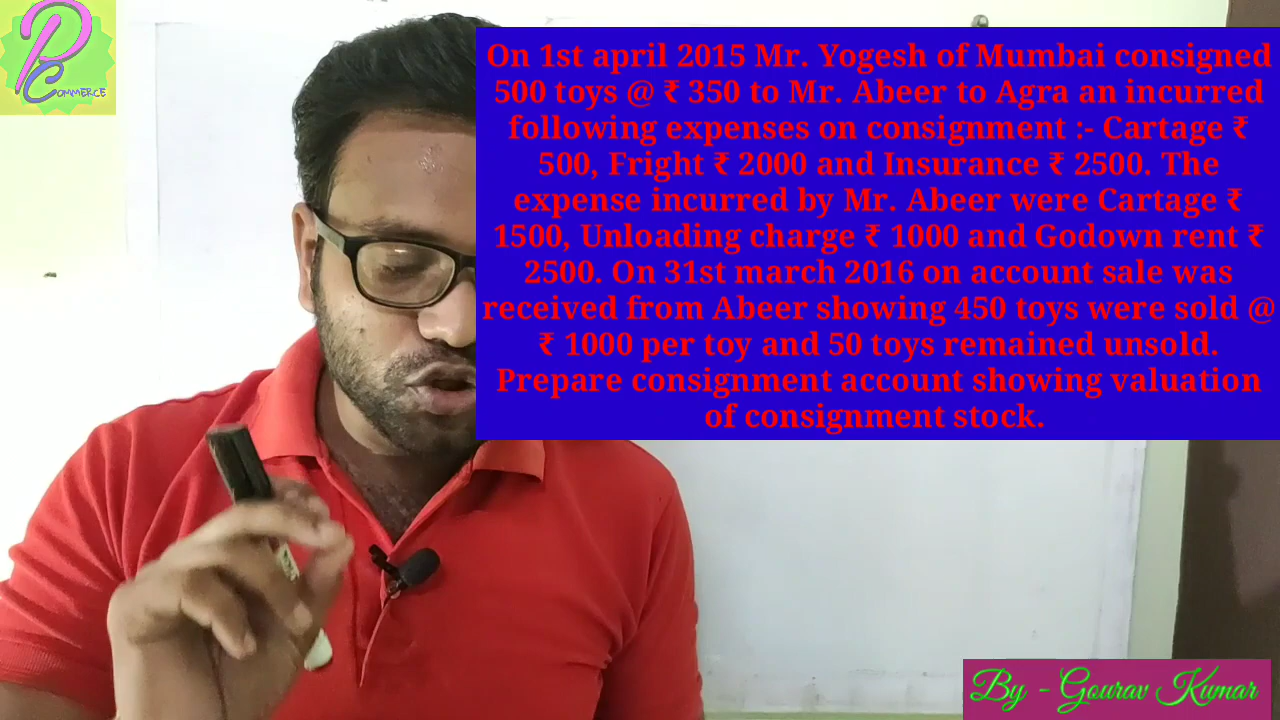 PC
COMMERCE
On 1st april 2015 Mr. Yogesh of Mumbai consigned
500 toys @ ₹ 350 to Mr. Abeer to Agra an incurred
following expenses on consignment :- Cartage ₹
500, Fright ₹ 2000 and Insurance ₹ 2500. The
expense incurred by Mr. Abeer were Cartage ₹
1500, Unloading charge ₹ 1000 and Godown rent ₹
2500. On 31st march 2016 on account sale was
received from Abeer showing 450 toys were sold @
₹ 1000 per toy and 50 toys remained unsold.
Prepare consignment account showing valuation
of consignment stock.
By - Gourav Kumar